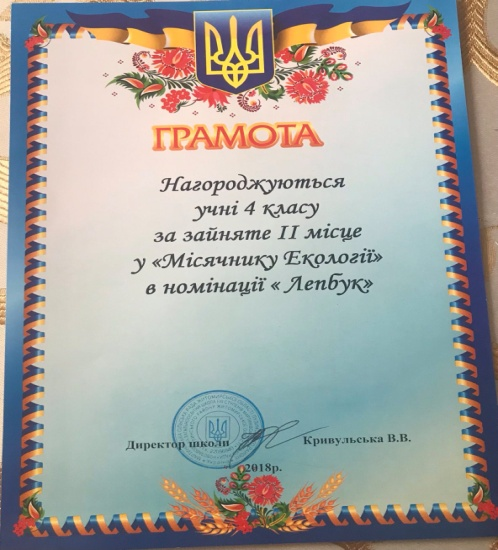 ГРАМОТА
Нагороджуються
учні 4 класу
за зайняте II місце
у «Місячнику Екології»
в номінації « Лепбук»
Директор школи Кривульська В.В.
2018р.